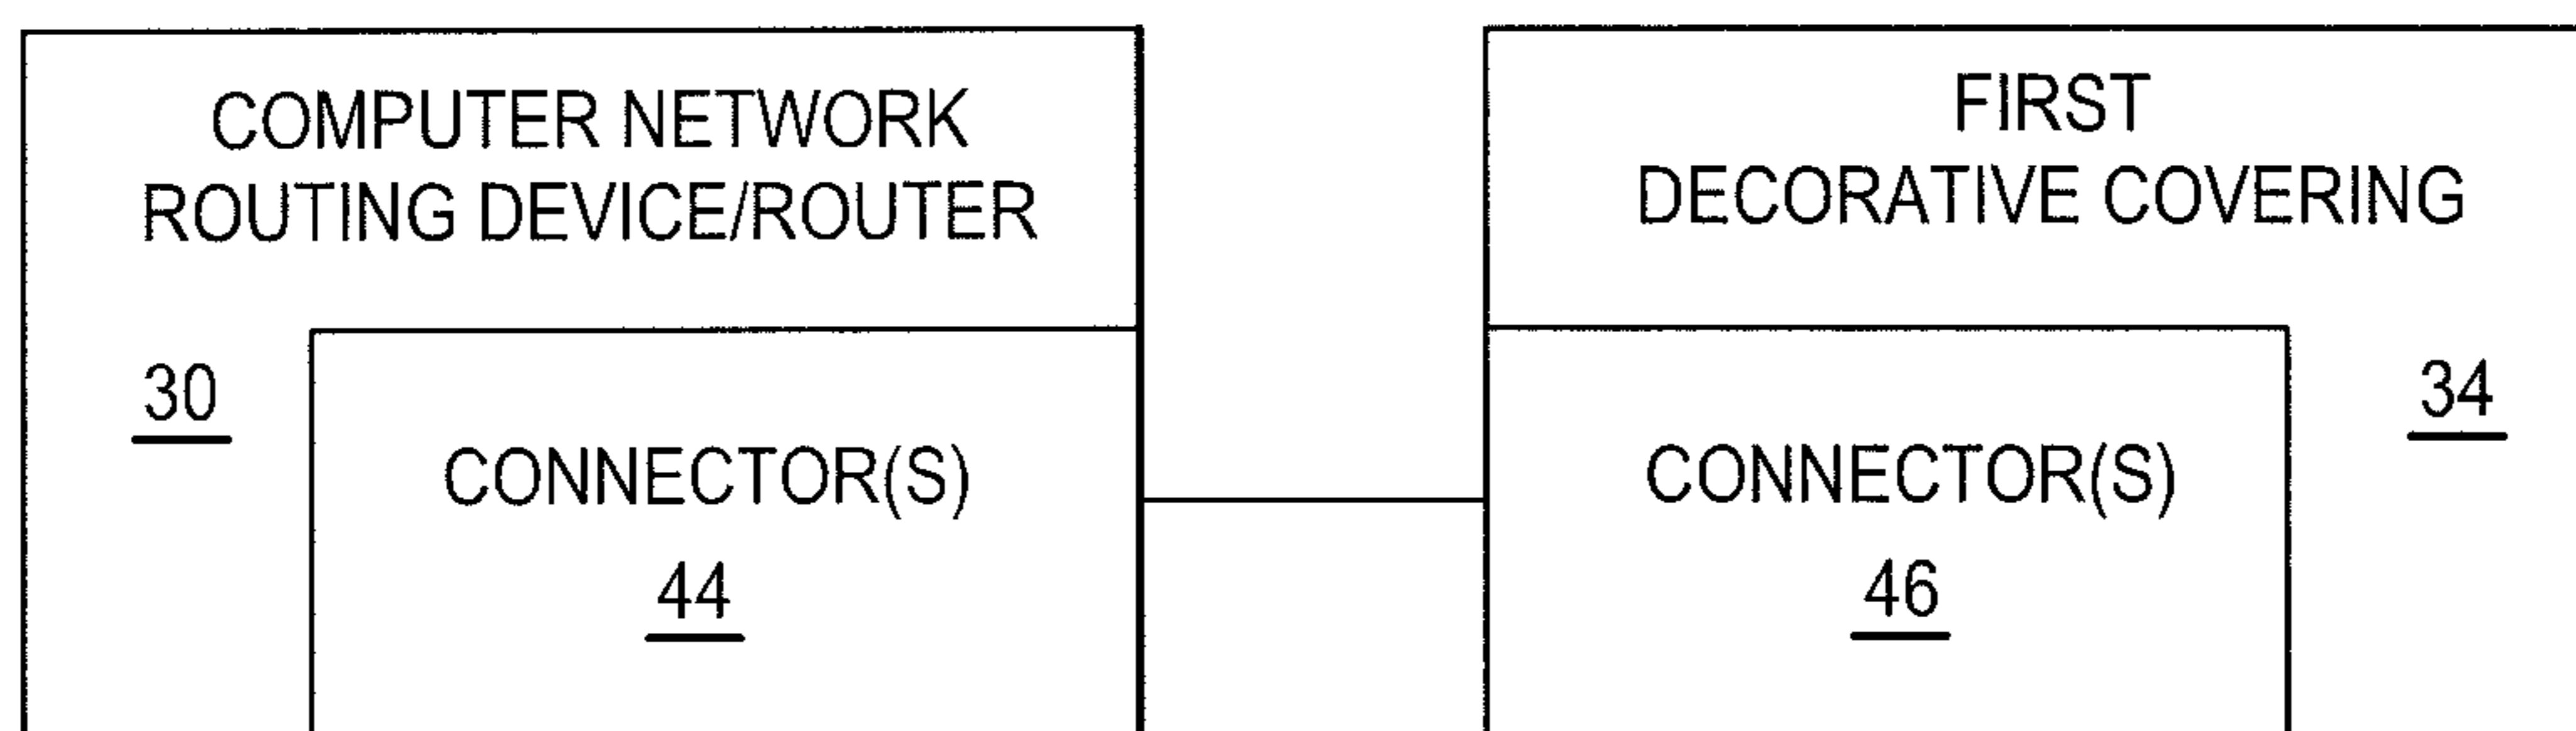 COMPUTER NETWORK
ROUTING DEVICE/ROUTER
30
CONNECTOR(S)
44
FIRST
DECORATIVE COVERING
34
CONNECTOR(S)
46